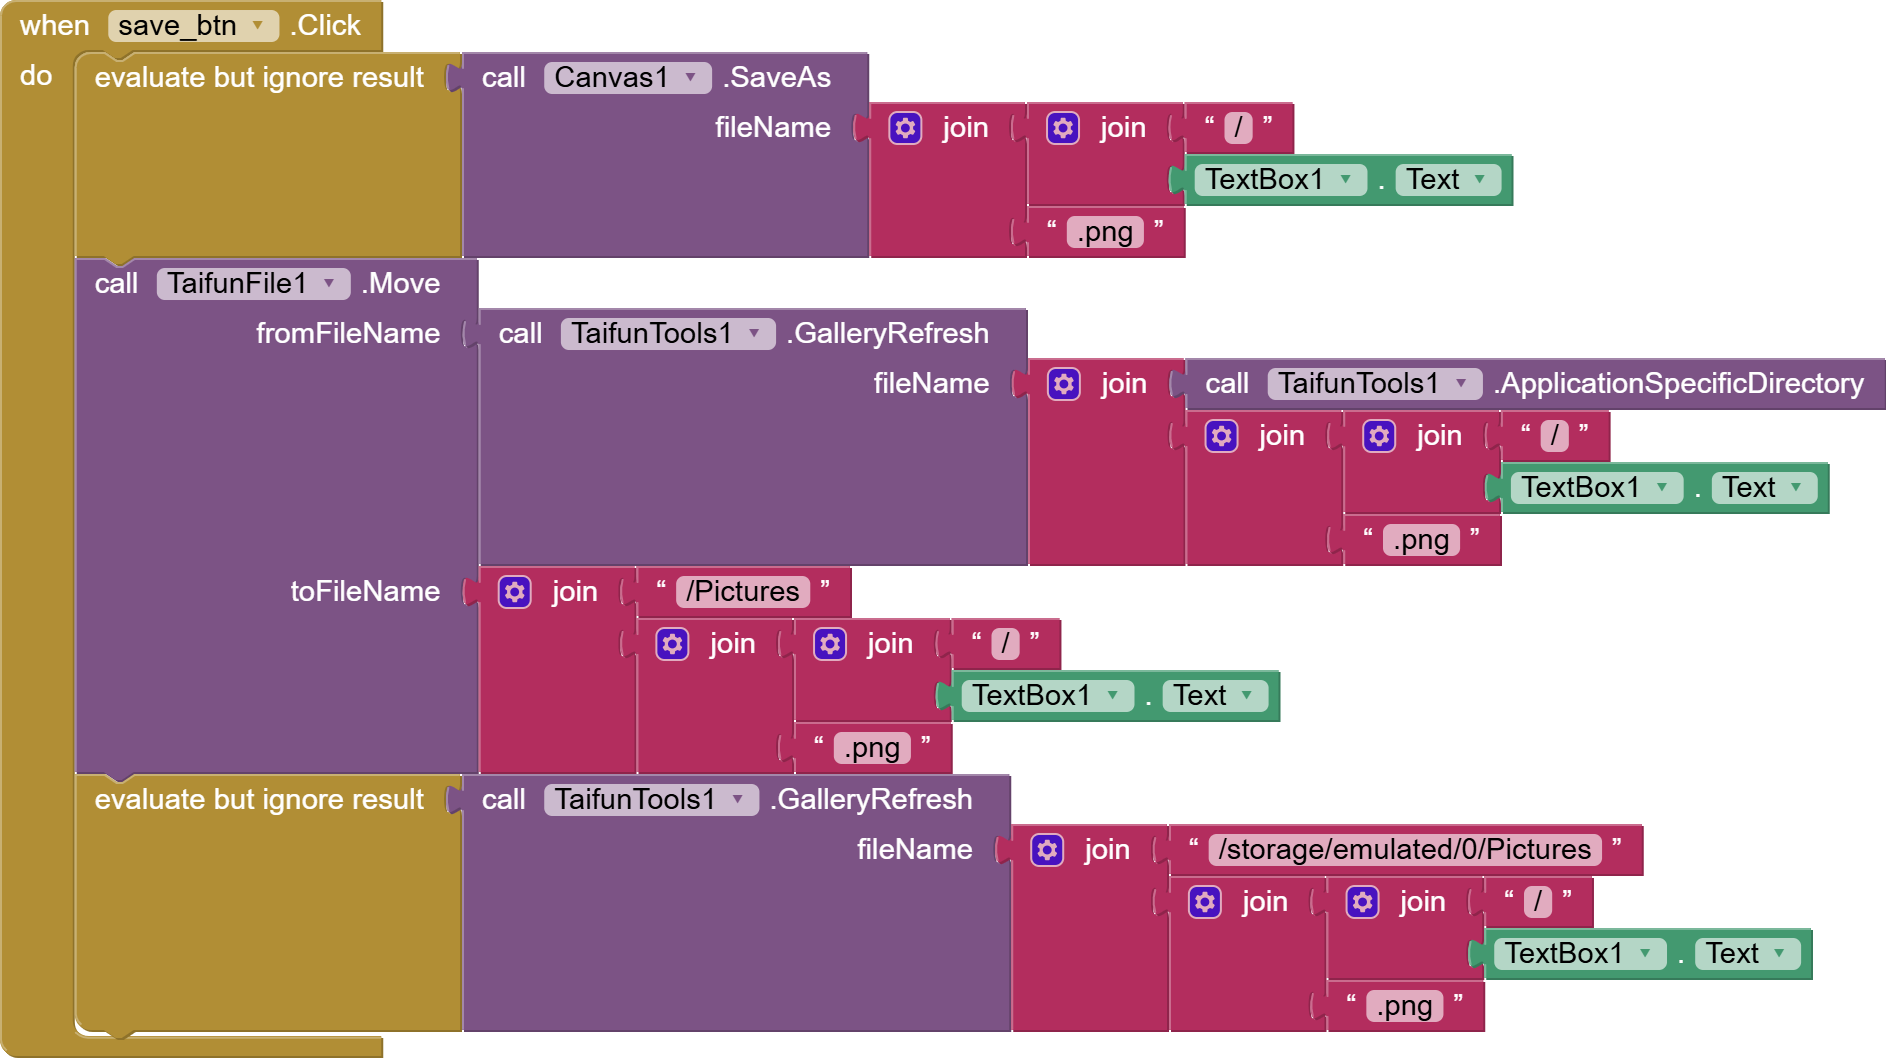 when save_btn .Click
do evaluate but ignore result call Canvas1 .SaveAs
fileName join join “ / ”
TextBox1 . Text
“ .png ”
call TaifunFile1 .Move
fromFileName call TaifunTools1 .GalleryRefresh
fileName join call TaifunTools1 .ApplicationSpecificDirectory
join join “ / ”
TextBox1 . Text
“ .png ”
toFileName join “ /Pictures ”
join join “ / ”
TextBox1 . Text
“ .png ”
evaluate but ignore result call TaifunTools1 .GalleryRefresh
fileName join “ /storage/emulated/0/Pictures ”
join join “ / ”
TextBox1 . Text
“ .png ”